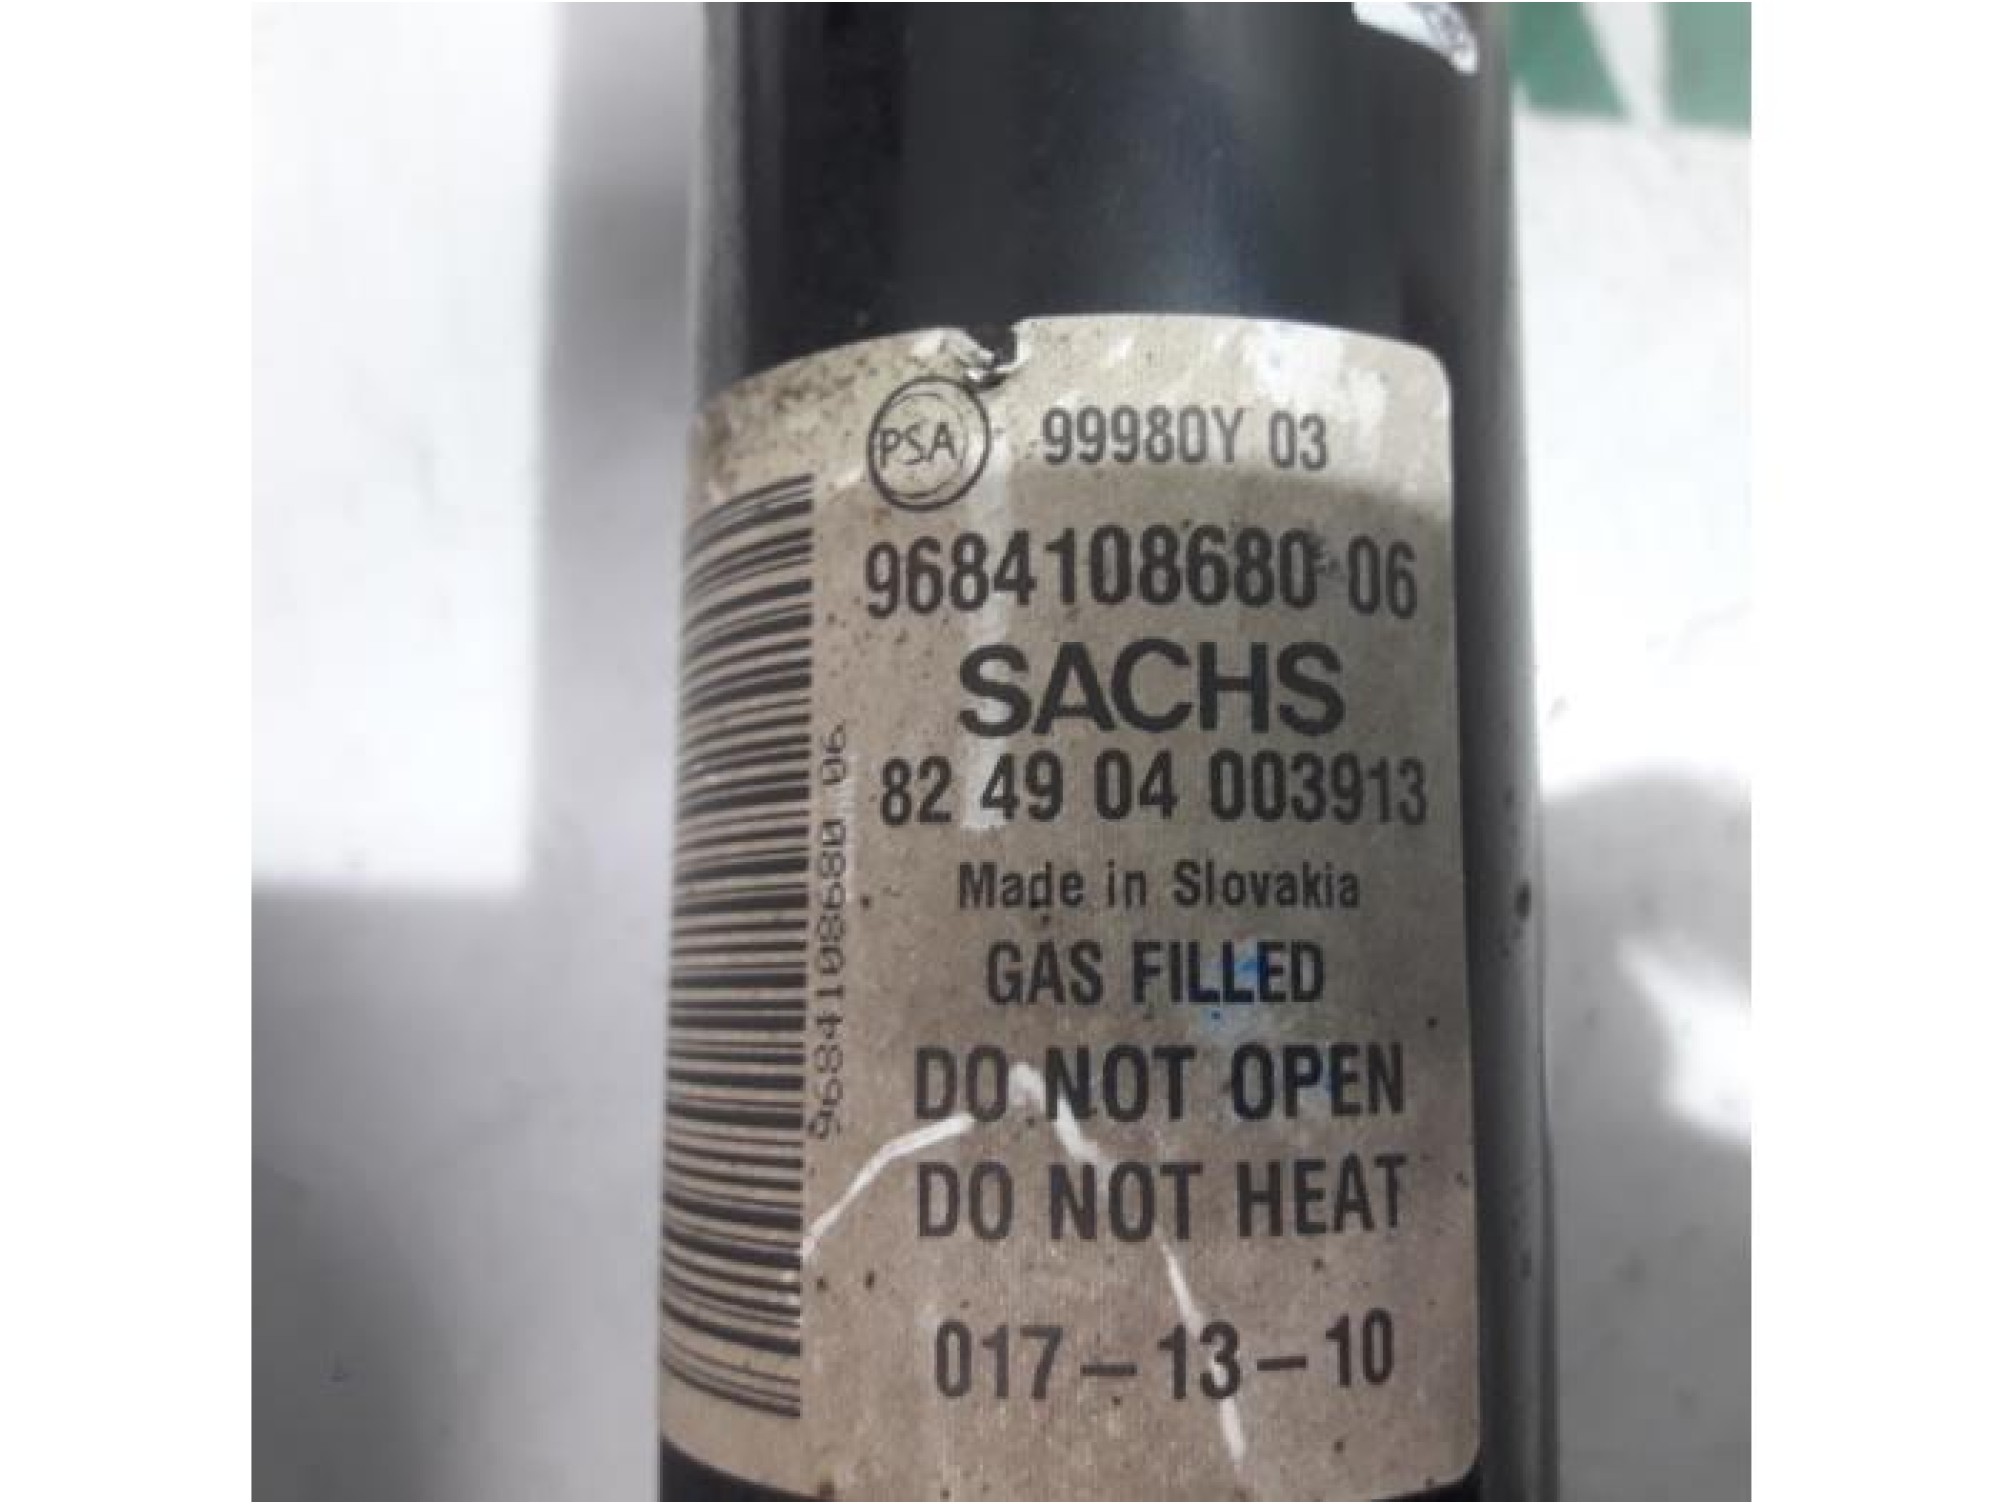 PSA 99980Y 03
9684108680 06
SACHS
82 49 04 003913
Made in Slovakia
GAS FILLED
DO NOT OPEN
DO NOT HEAT
017-13-10
9684108680 06